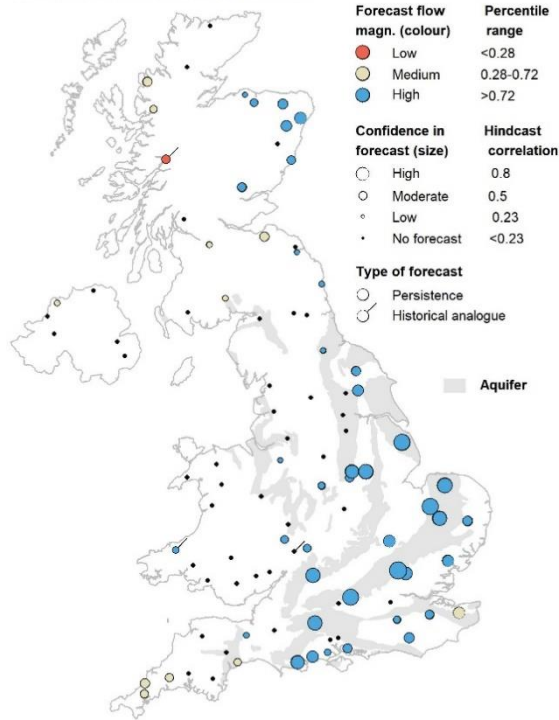 Forecast flow Percentile
magn. (colour) range
Low <0.28
Medium 0.28-0.72
High >0.72
Confidence in Hindcast
forecast (size) correlation
High 0.8
Moderate 0.5
Low 0.23
No forecast <0.23
Type of forecast
Persistence
Historical analogue
Aquifer